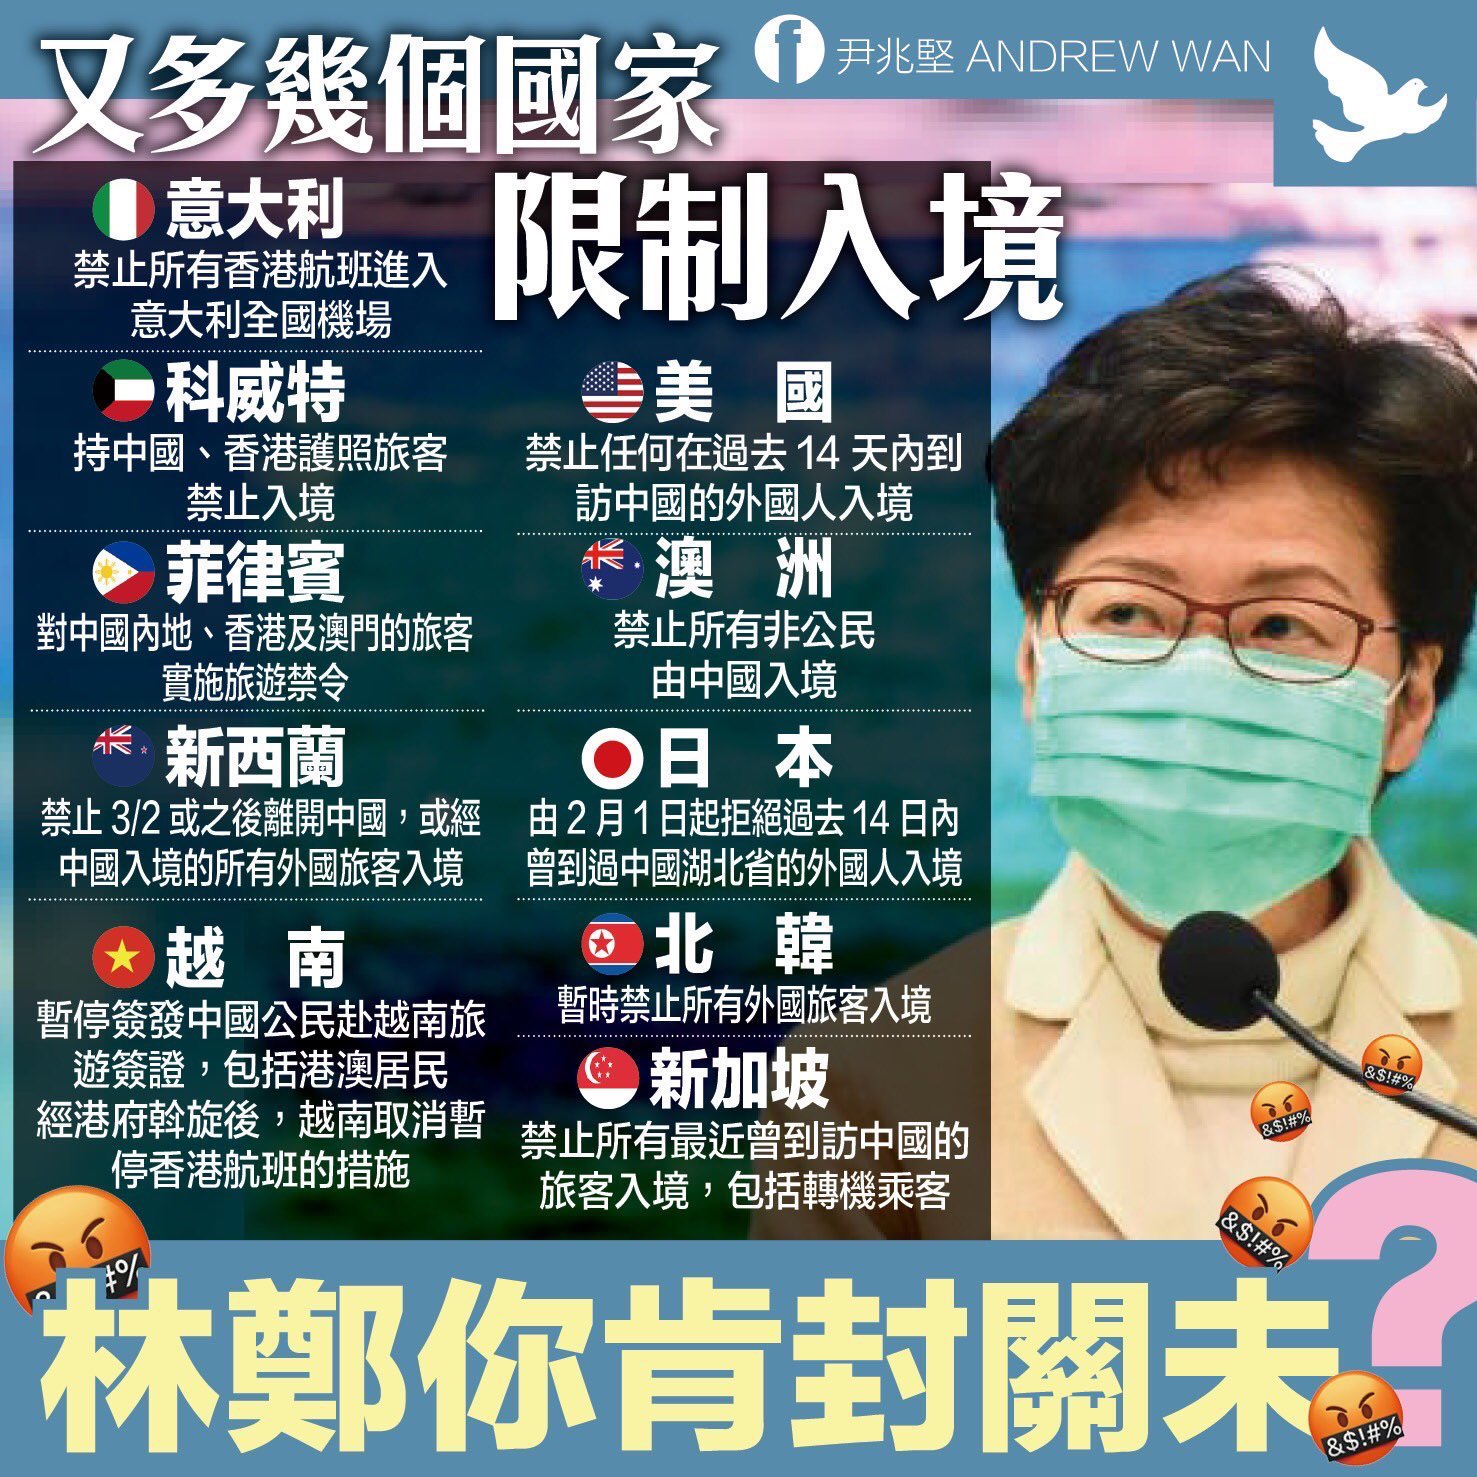 又多幾個國家
尹兆堅 ANDREW WAN
限制入境
意大利
禁止所有香港航班進入
意大利全國機場
科威特
持中國、香港護照旅客
禁止入境
菲律賓
對中國內地、香港及澳門的旅客
實施旅遊禁令
新西蘭
禁止 3/2 或之後離開中國，或經
中國入境的所有外國旅客入境
越南
暫停簽發中國公民赴越南旅
遊簽證，包括港澳居民
經港府斡旋後，越南取消暫
停香港航班的措施
美國
禁止任何在過去 14 天內到
訪中國的外國人入境
澳洲
禁止所有非公民
由中國入境
日本
由 2 月 1 日起拒絕過去 14 日內
曾到過中國湖北省的外國人入境
北韓
暫時禁止所有外國旅客入境
新加坡
禁止所有最近曾到訪中國的
旅客入境，包括轉機乘客
&$!#%
&$!#%
&$!#%
#%
林鄭你肯封關未?
&$!#%